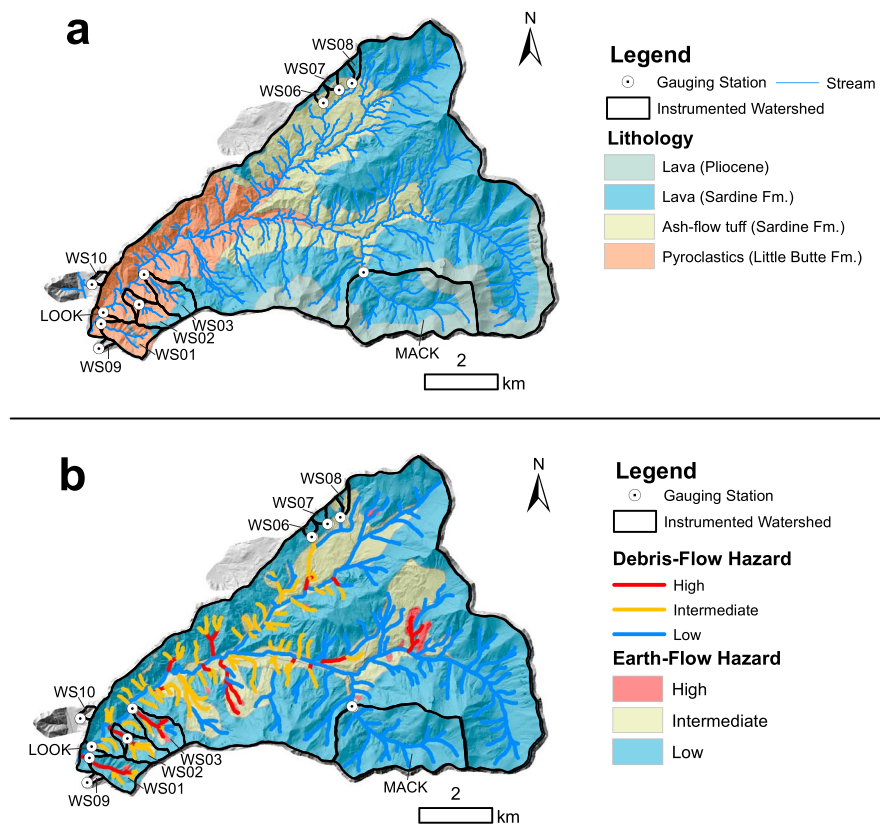 a
N
WS08
WS07
WS06
WS10
LOOK
WS03
WS02
WS01
WS09
MACK
2
km
Legend
Gauging Station
Stream
Instrumented Watershed
Lithology
Lava (Pliocene)
Lava (Sardine Fm.)
Ash-flow tuff (Sardine Fm.)
Pyroclastics (Little Butte Fm.)
b
N
WS08
WS07
WS06
WS10
LOOK
WS03
WS02
WS01
WS09
MACK
2
km
Legend
Gauging Station
Instrumented Watershed
Debris-Flow Hazard
High
Intermediate
Low
Earth-Flow Hazard
High
Intermediate
Low